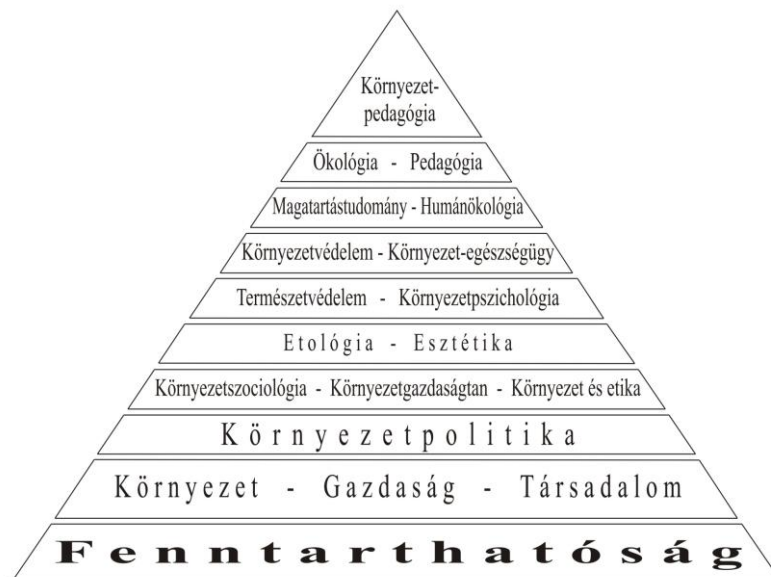 Környezet-
pedagógia
Ökológia - Pedagógia
Magatartástudomány - Humánökológia
Környezetvédelem - Környezet-egészségügy
Természetvédelem - Környezetpszichológia
Etológia - Esztétika
Környezetszociológia - Környezetgazdaságtan - Környezet és etika
Környezetpolitika
Környezet - Gazdaság - Társadalom
Fenntarthatóság